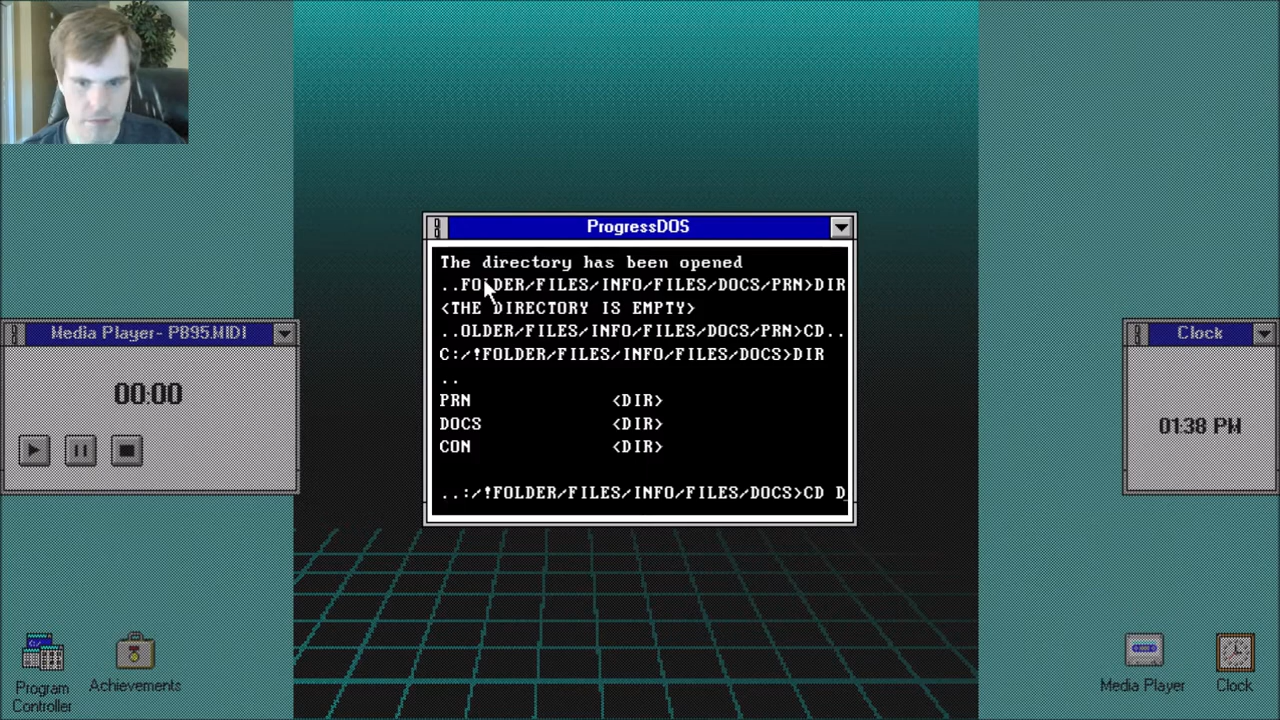 ProgressDOS
The directory has been opened
..FOLDER/FILES/INFO/FILES/DOCS/PRN>DIR
<THE DIRECTORY IS EMPTY>
..OLDER/FILES/INFO/FILES/DOCS/PRN>CD..
C:/!FOLDER/FILES/INFO/FILES/DOCS>DIR
..
PRN <DIR>
DOCS <DIR>
CON <DIR>
..:/!FOLDER/FILES/INFO/FILES/DOCS>CD D_
Media Player- PB95.MIDI
00:00
Clock
01:38 PM
Program
Controller
Achievements
Media Player
Clock